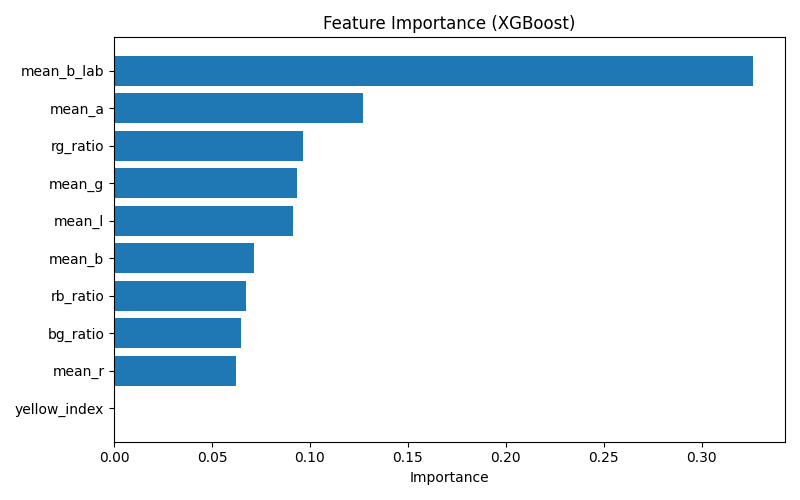 Feature Importance (XGBoost)
mean_b_lab
mean_a
rg_ratio
mean_g
mean_l
mean_b
rb_ratio
bg_ratio
mean_r
yellow_index
0.00 0.05 0.10 0.15 0.20 0.25 0.30
Importance